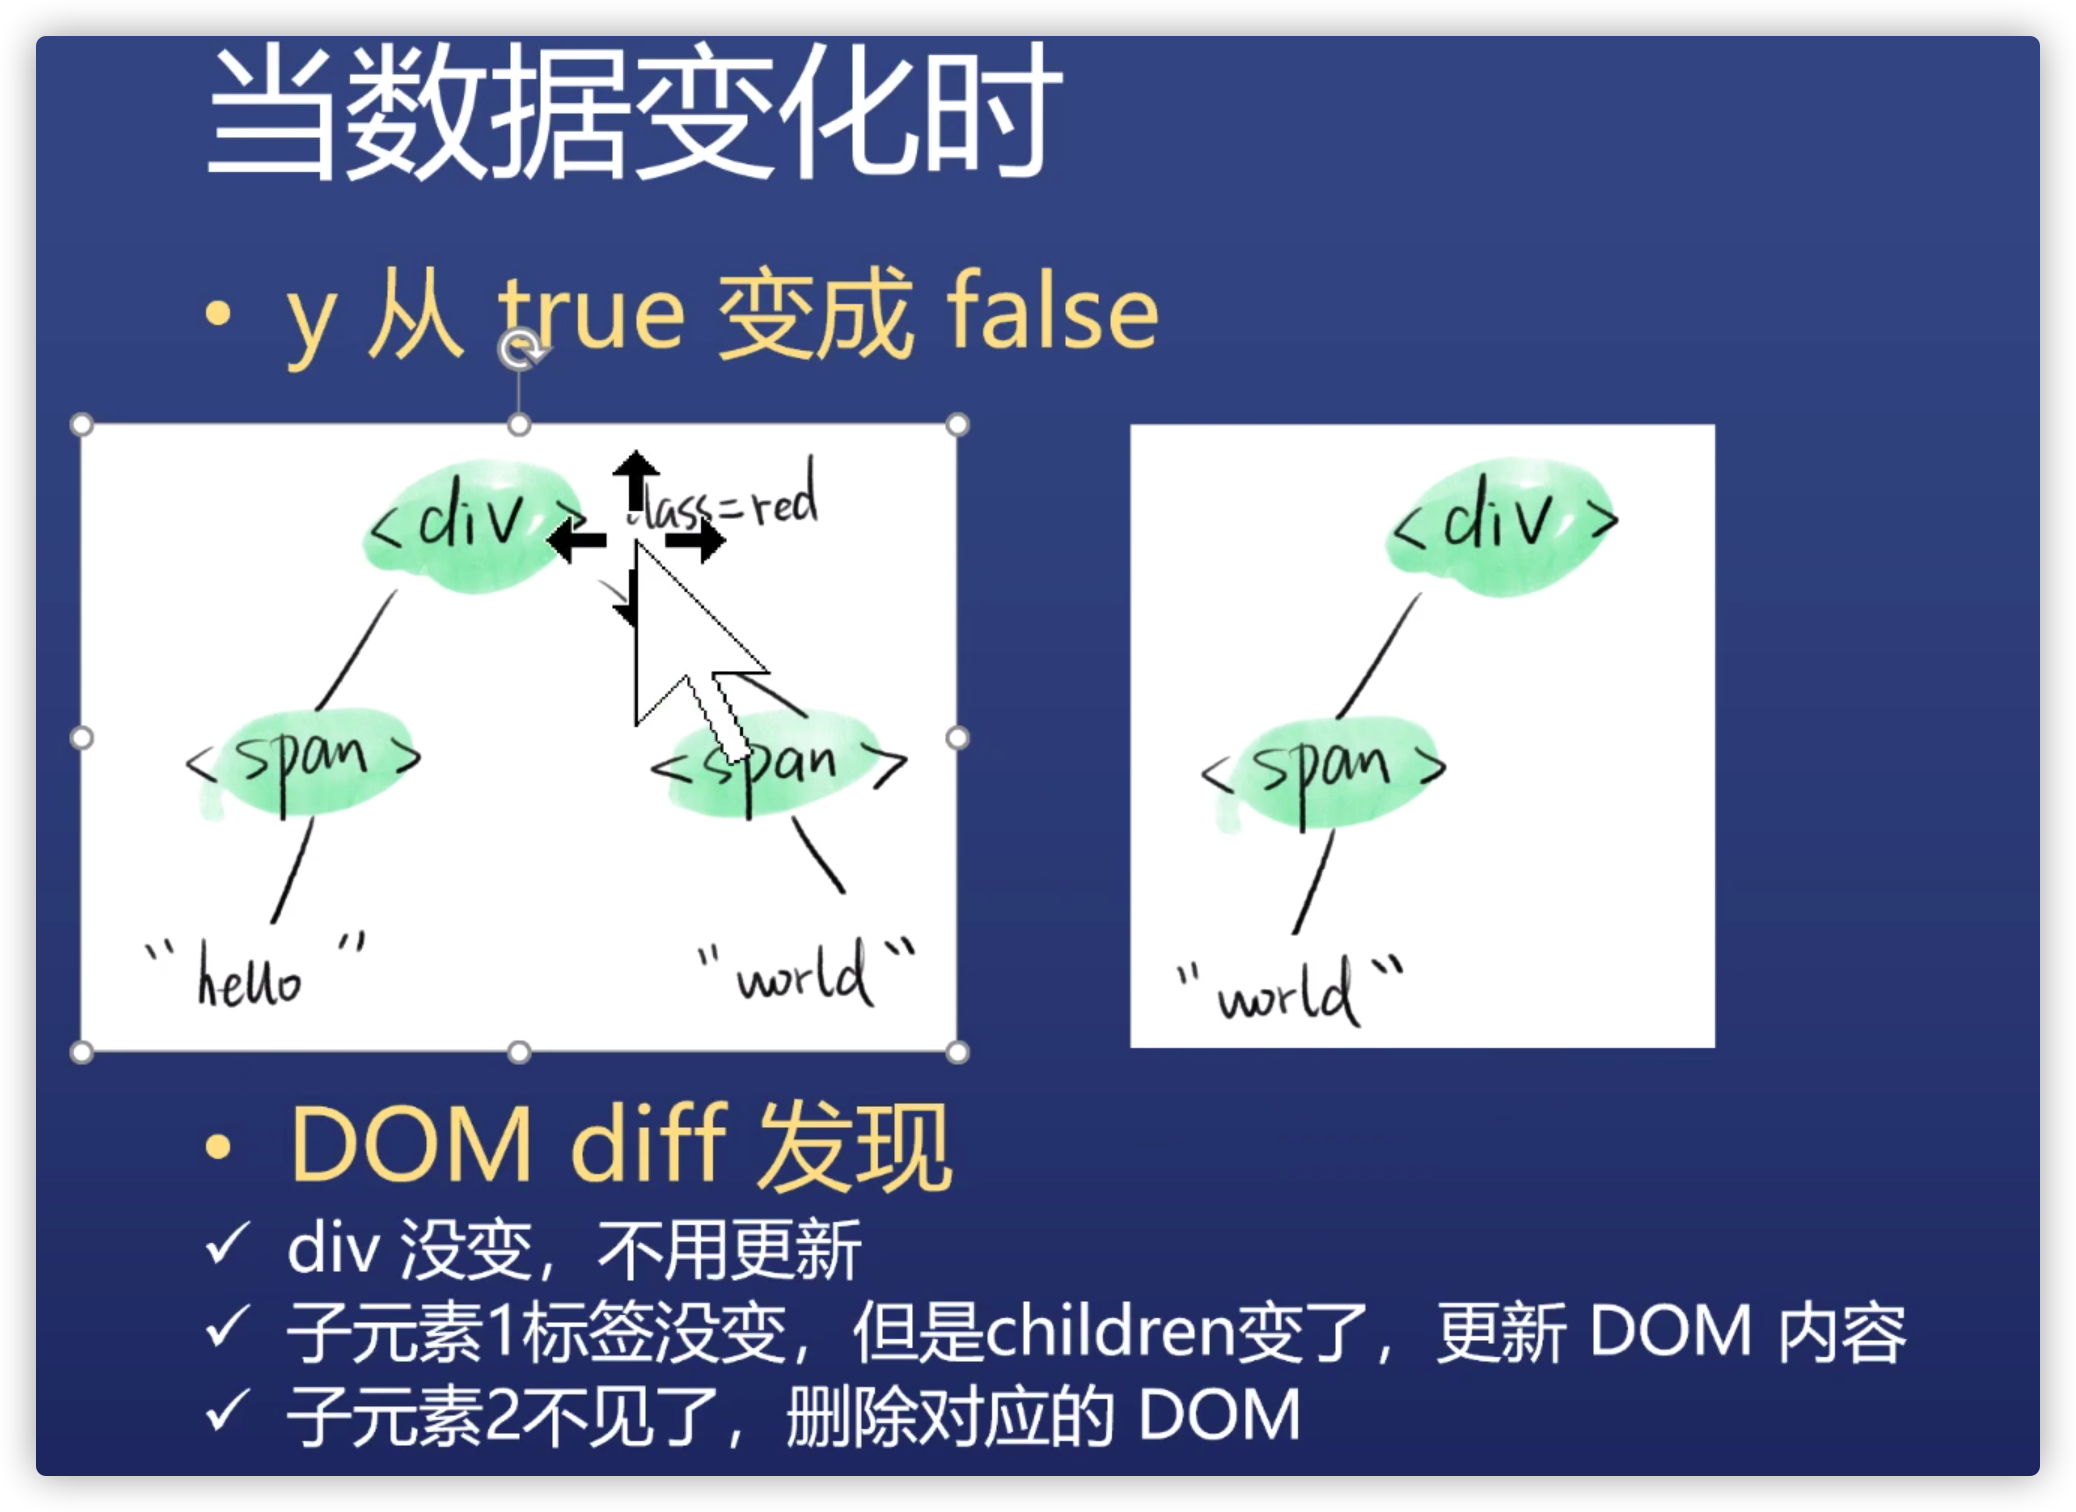 当数据变化时
• y 从 true 变成 false
<div > class=red
<div >
<span > <span >
<span >
"hello" "world"
"world"
• DOM diff 发现
✓ div 没变，不用更新
✓ 子元素1标签没变，但是children变了，更新 DOM 内容
✓ 子元素2不见了，删除对应的 DOM